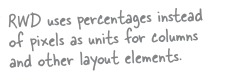 RWD uses percentages instead
of pixels as units for columns
and other layout elements.